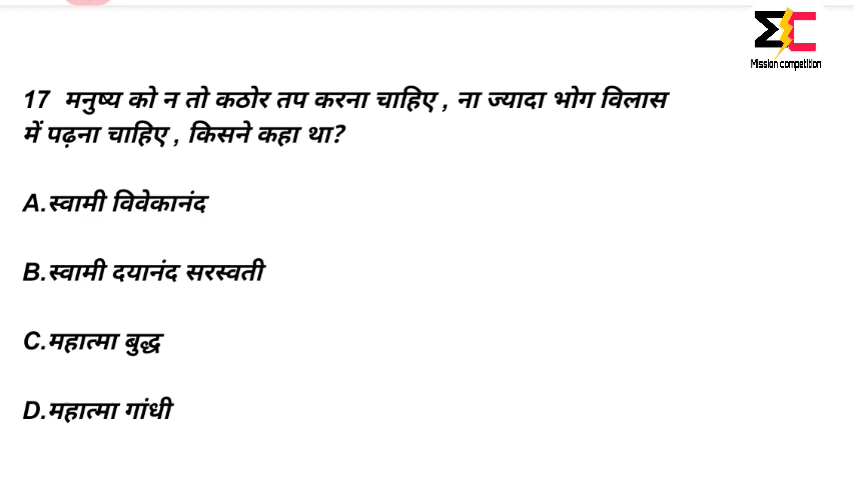 Mission competition
17 मनुष्य को न तो कठोर तप करना चाहिए , ना ज्यादा भोग विलास
में पढ़ना चाहिए , किसने कहा था?
A.स्वामी विवेकानंद
B.स्वामी दयानंद सरस्वती
C.महात्मा बुद्ध
D.महात्मा गांधी